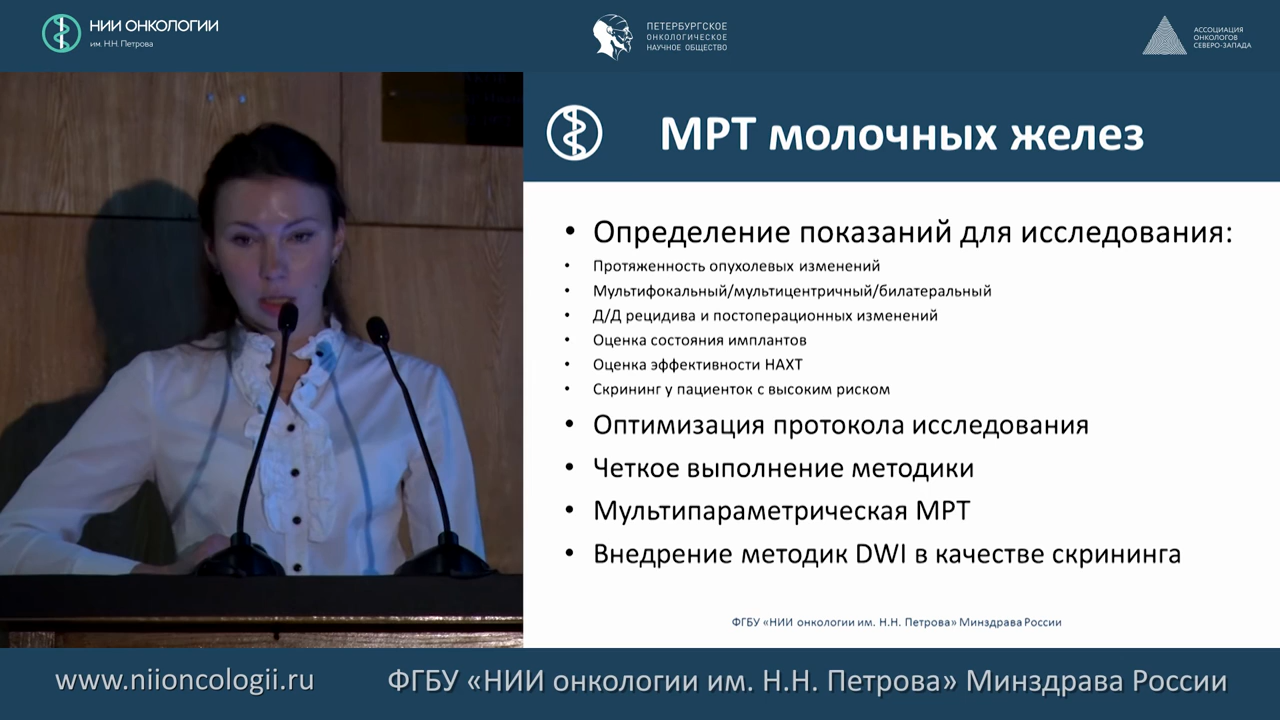 НИИ ОНКОЛОГИИ
им. Н.Н. Петрова
ПЕТЕРБУРГСКОЕ
ОНКОЛОГИЧЕСКОЕ
НАУЧНОЕ ОБЩЕСТВО
АССОЦИАЦИЯ
ОНКОЛОГОВ
СЕВЕРО-ЗАПАДА
МРТ молочных желез
• Определение показаний для исследования:
• Протяженность опухолевых изменений
• Мультифокальный/мультицентричный/билатеральный
• Д/Д рецидива и постоперационных изменений
• Оценка состояния имплантов
• Оценка эффективности НАХТ
• Скрининг у пациенток с высоким риском
• Оптимизация протокола исследования
• Четкое выполнение методики
• Мультипараметрическая МРТ
• Внедрение методик DWI в качестве скрининга
ФГБУ «НИИ онкологии им. Н.Н. Петрова» Минздрава России
www.niioncologii.ru
ФГБУ «НИИ онкологии им. Н.Н. Петрова» Минздрава России